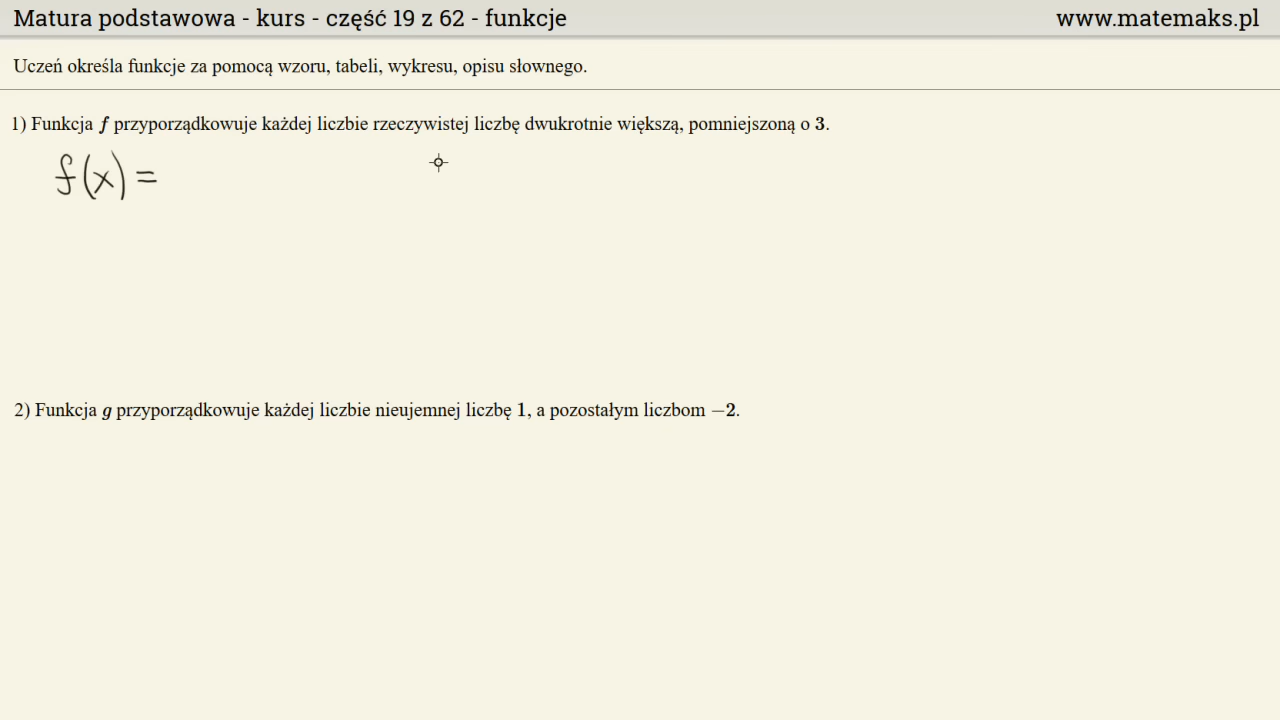 Matura podstawowa - kurs - część 19 z 62 - funkcje www.matemaks.pl
Uczeń określa funkcje za pomocą wzoru, tabeli, wykresu, opisu słownego.
1) Funkcja f przyporządkowuje każdej liczbie rzeczywistej liczbę dwukrotnie większą, pomniejszoną o 3.
f(x) =
2) Funkcja g przyporządkowuje każdej liczbie nieujemnej liczbę 1, a pozostałym liczbom −2.